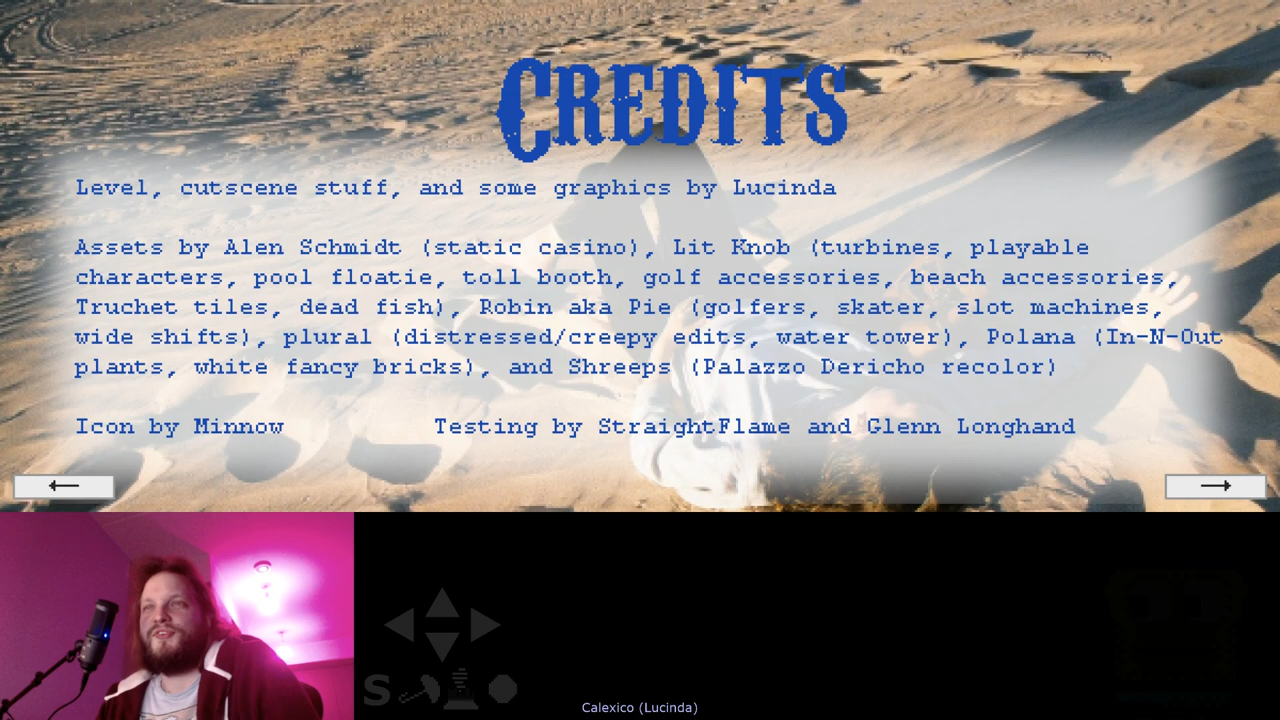 CREDITS
Level, cutscene stuff, and some graphics by Lucinda
Assets by Alen Schmidt (static casino), Lit Knob (turbines, playable
characters, pool floatie, toll booth, golf accessories, beach accessories,
Truchet tiles, dead fish), Robin aka Pie (golfers, skater, slot machines,
wide shifts), plural (distressed/creepy edits, water tower), Polana (In-N-Out
plants, white fancy bricks), and Shreeps (Palazzo Dericho recolor)
Icon by Minnow Testing by StraightFlame and Glenn Longhand
S
Calexico (Lucinda)